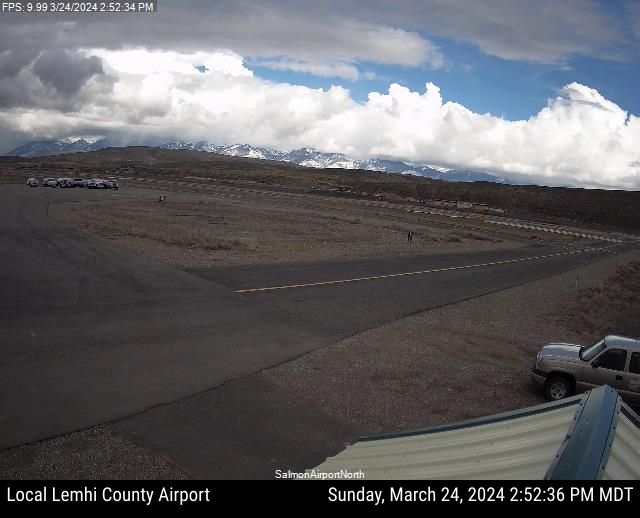 FPS: 9.99 3/24/2024 2:52:34 PM
SalmonAirportNorth
Local Lemhi County Airport Sunday, March 24, 2024 2:52:36 PM MDT